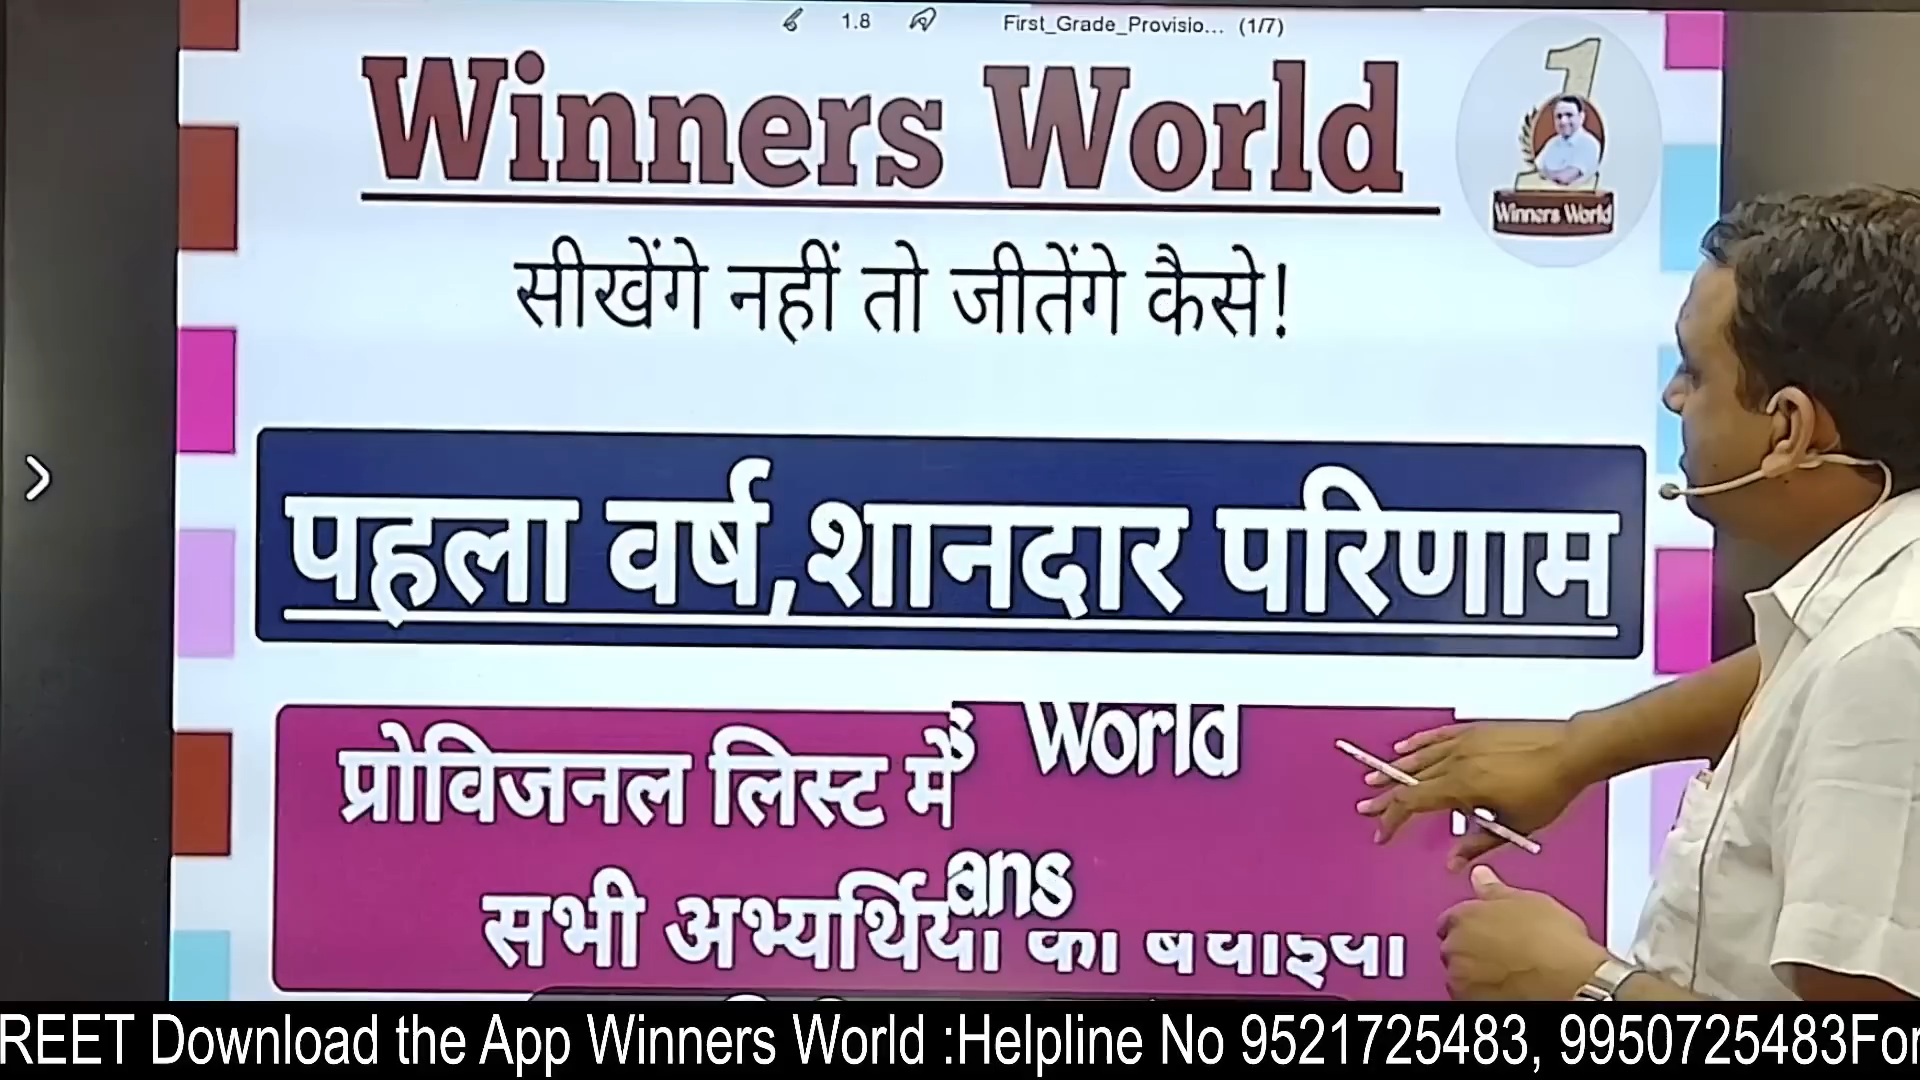 1.8 First_Grade_Provisio... (1/7)
Winners World
1
Winners World
सीखेंगे नहीं तो जीतेंगे कैसे!
पहला वर्ष,शानदार परिणाम
World
प्रोविजनल लिस्ट में
ans
सभी अभ्यर्थियों को
REET Download the App Winners World :Helpline No 9521725483, 9950725483For